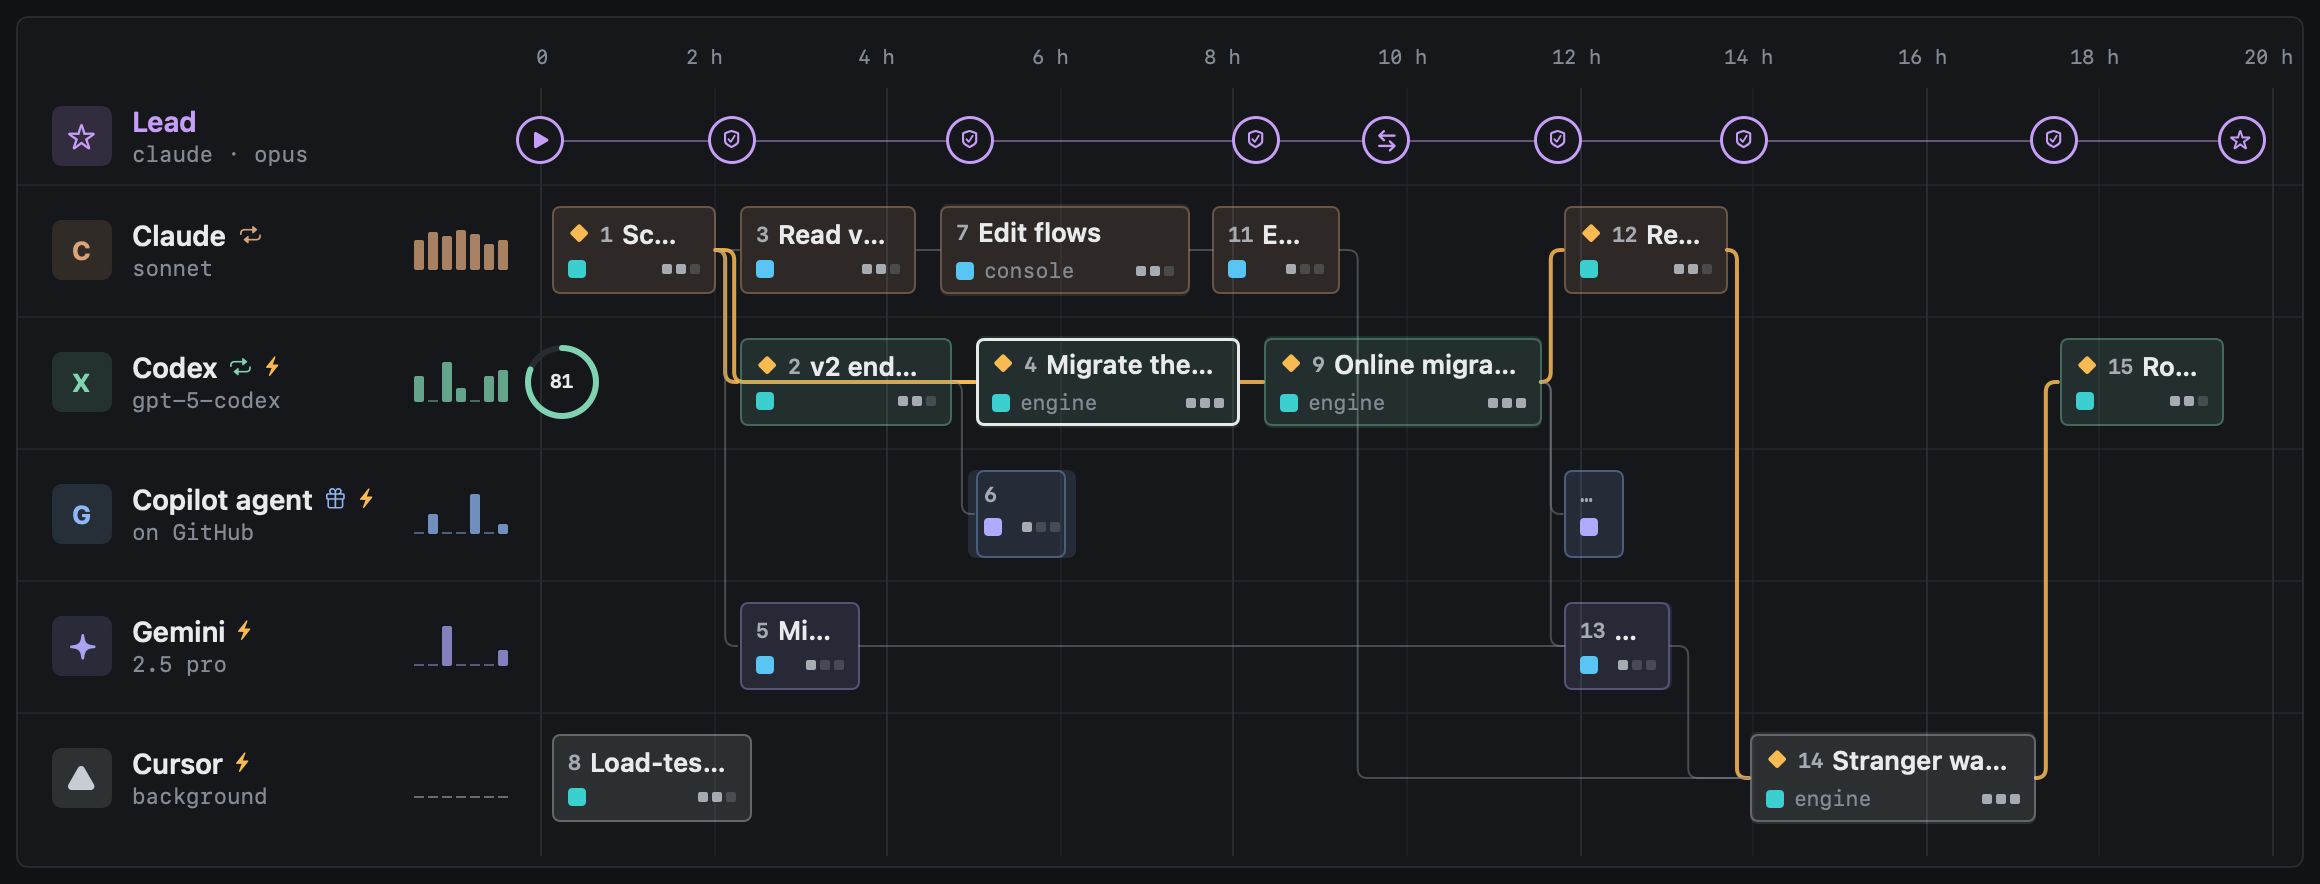 0 2 h 4 h 6 h 8 h 10 h 12 h 14 h 16 h 18 h 20 h
Lead
claude · opus
C
Claude
sonnet
1 Sc...
3 Read v...
7 Edit flows
console
11 E...
12 Re...
X
Codex
gpt-5-codex
81
2 v2 end...
4 Migrate the...
engine
9 Online migra...
engine
15 Ro...
G
Copilot agent
on GitHub
6
...
Gemini
2.5 pro
5 Mi...
13 ...
Cursor
background
8 Load-tes...
14 Stranger wa...
engine